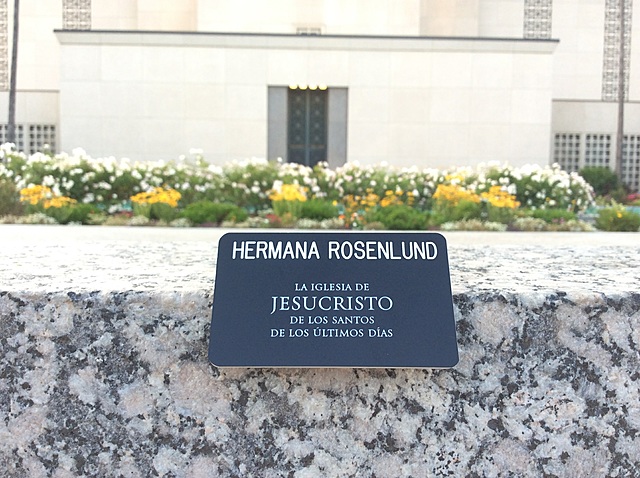 HERMANA ROSENLUND
LA IGLESIA DE
JESUCRISTO
DE LOS SANTOS
DE LOS ÚLTIMOS DÍAS